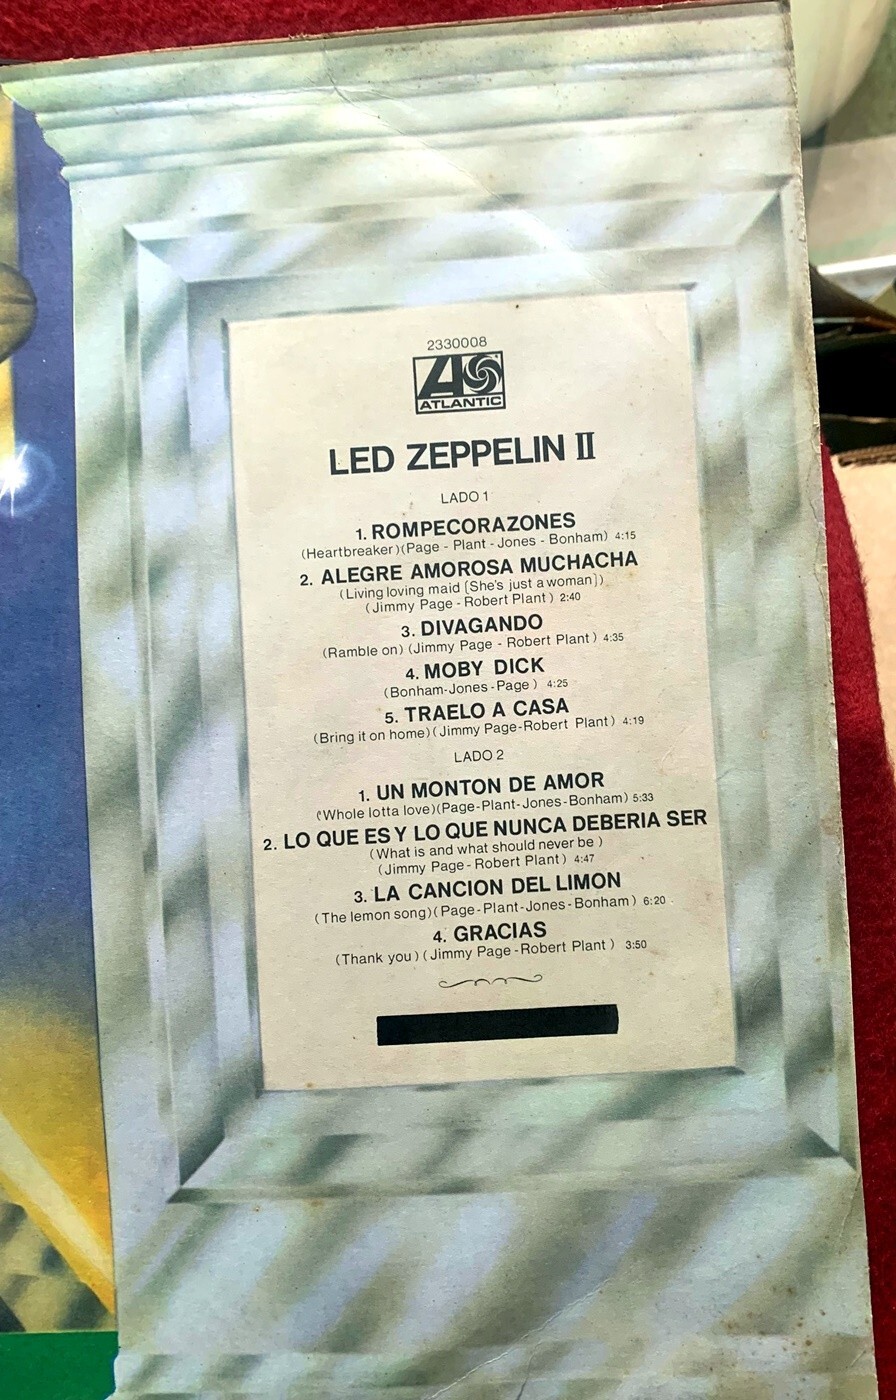 2330008
ATLANTIC
LED ZEPPELIN II
LADO 1
1. ROMPECORAZONES
(Heartbreaker)(Page - Plant - Jones - Bonham) 4:15
2. ALEGRE AMOROSA MUCHACHA
(Living loving maid [She's just a woman])
(Jimmy Page - Robert Plant) 2:40
3. DIVAGANDO
(Ramble on) (Jimmy Page - Robert Plant) 4:35
4. MOBY DICK
(Bonham-Jones-Page) 4:25
5. TRAELO A CASA
(Bring it on home)(Jimmy Page-Robert Plant) 4:19
LADO 2
1. UN MONTON DE AMOR
(Whole lotta love)(Page-Plant-Jones-Bonham) 5:33
2. LO QUE ES Y LO QUE NUNCA DEBERIA SER
(What is and what should never be)
(Jimmy Page - Robert Plant) 4:47
3. LA CANCION DEL LIMON
(The lemon song)(Page-Plant-Jones-Bonham) 6:20
4. GRACIAS
(Thank you) (Jimmy Page - Robert Plant) 3:50